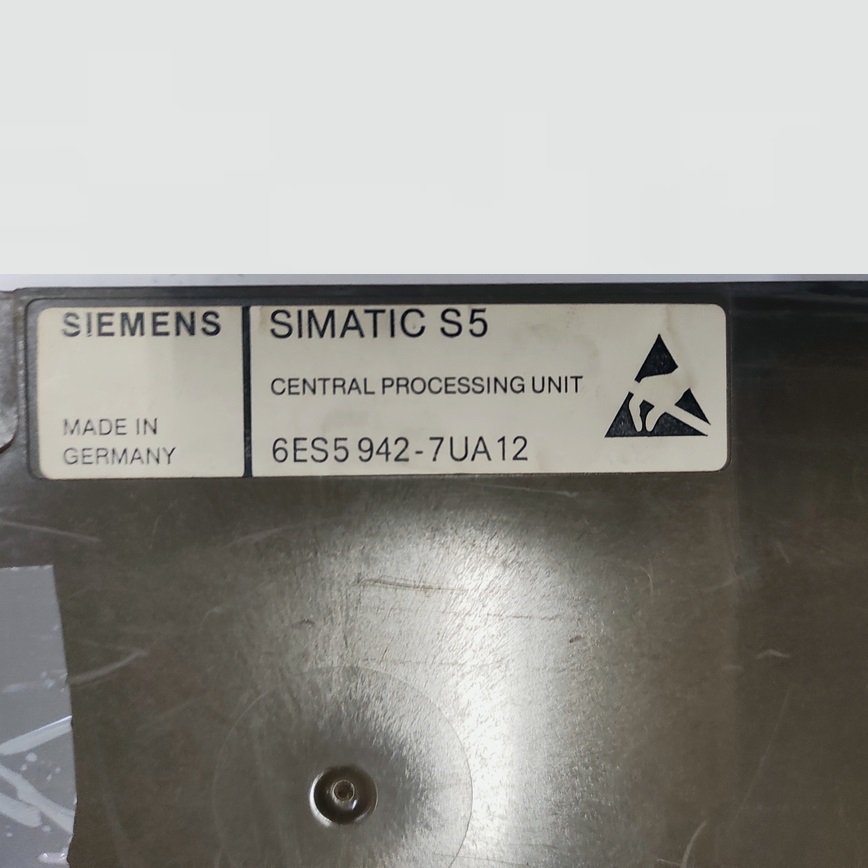 SIEMENS
MADE IN
GERMANY
SIMATIC S5
CENTRAL PROCESSING UNIT
6ES5 942-7UA12